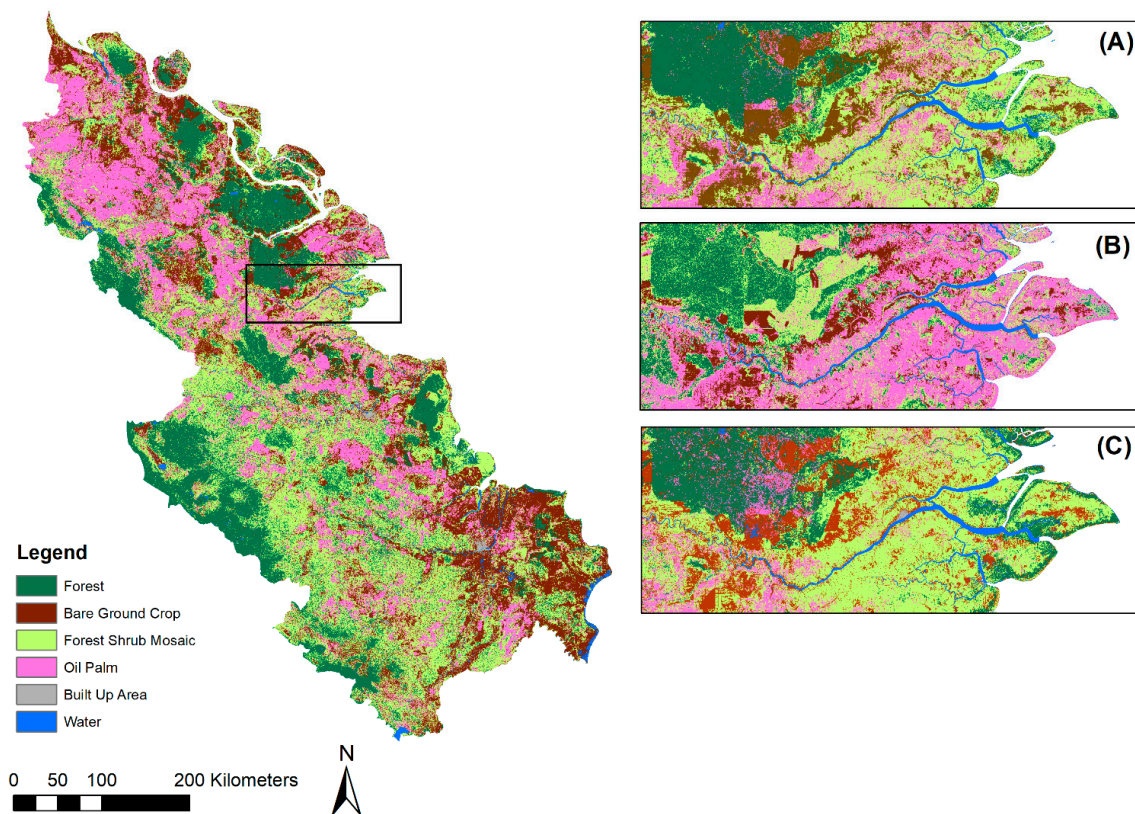 (A)
(B)
(C)
Legend
Forest
Bare Ground Crop
Forest Shrub Mosaic
Oil Palm
Built Up Area
Water
N
0 50 100 200 Kilometers